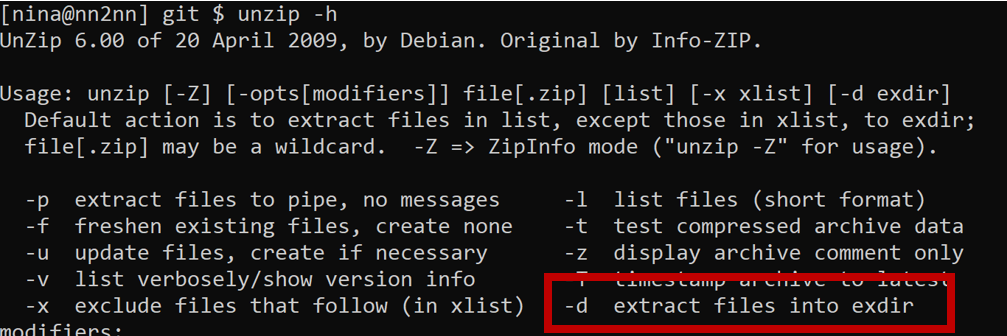 [nina@nn2nn] git $ unzip -h
UnZip 6.00 of 20 April 2009, by Debian. Original by Info-ZIP.
Usage: unzip [-Z] [-opts[modifiers]] file[.zip] [list] [-x xlist] [-d exdir]
Default action is to extract files in list, except those in xlist, to exdir;
file[.zip] may be a wildcard.  -Z => ZipInfo mode ("unzip -Z" for usage).
-p  extract files to pipe, no messages     -l  list files (short format)
-f  freshen existing files, create none    -t  test compressed archive data
-u  update files, create if necessary      -z  display archive comment only
-v  list verbosely/show version info       -T  timestamp archive to latest
-x  exclude files that follow (in xlist)   -d  extract files into exdir
modifiers: